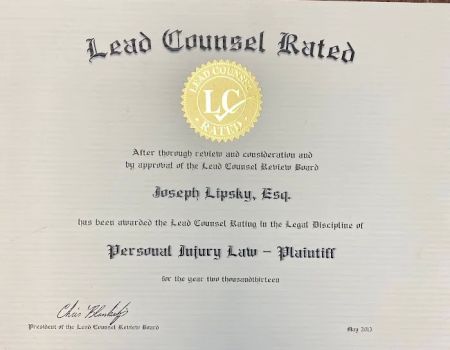 Lead Counsel Rated
LEAD COUNSEL
LC
RATED
After thorough review and consideration and
by approval of the Lead Counsel Review Board
Joseph Lipsky, Esq.
has been awarded the Lead Counsel Rating in the Legal Discipline of
Personal Injury Law – Plaintiff
for the year two thousandthirteen
Chris
President of the Lead Counsel Review Board
May 2013